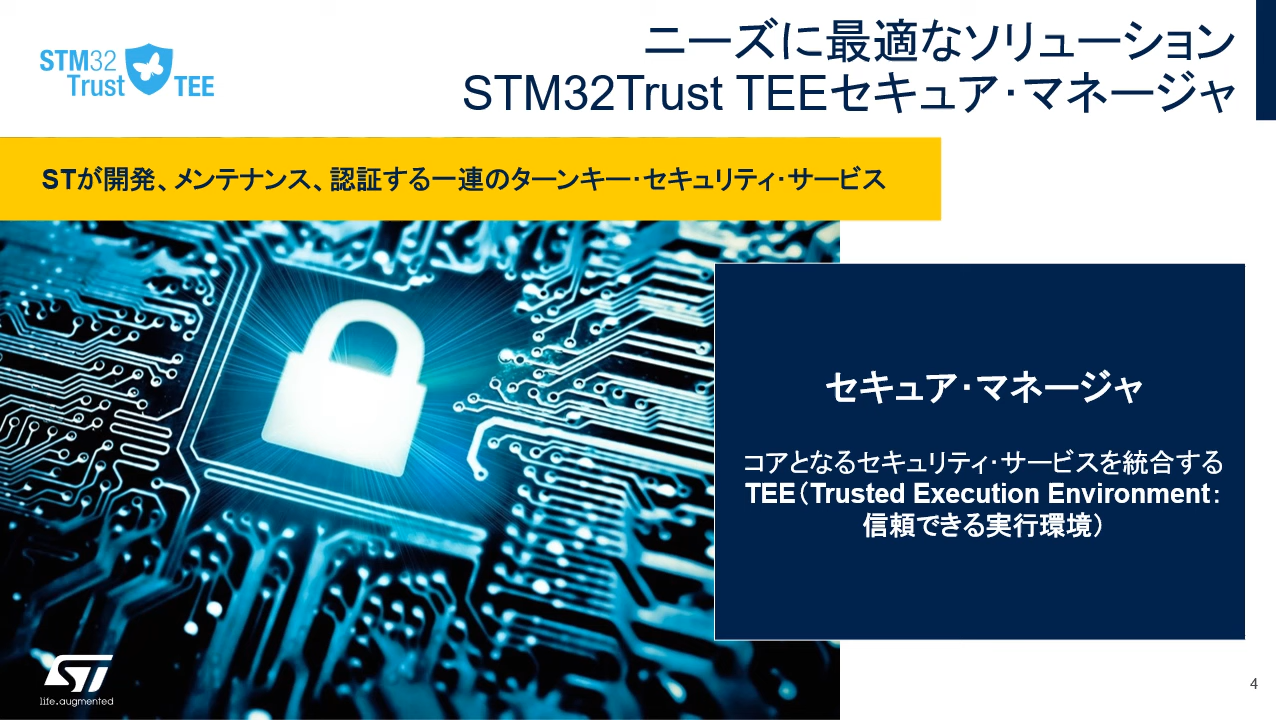 STM32
Trust TEE
ニーズに最適なソリューション
STM32Trust TEEセキュア･マネージャ
STが開発、メンテナンス、認証する一連のターンキー･セキュリティ･サービス
セキュア･マネージャ
コアとなるセキュリティ･サービスを統合する
TEE（Trusted Execution Environment：
信頼できる実行環境）
ST
life.augmented
4